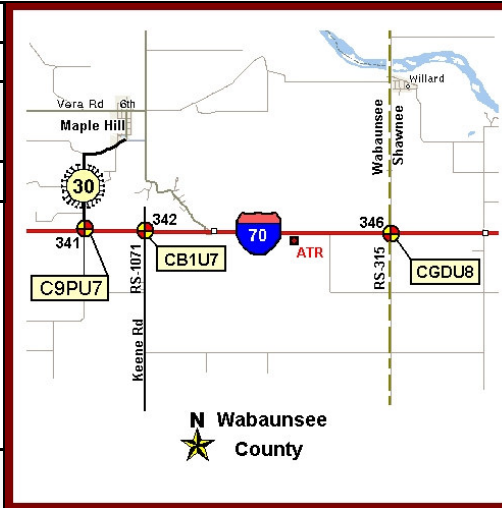 Willard
Vera Rd 6th
Maple Hill
Wabaunsee
Shawnee
30
341
342
70
346
ATR
RS-1071
RS-315
C9PU7
CB1U7
CGDU8
Keene Rd
N Wabaunsee
County